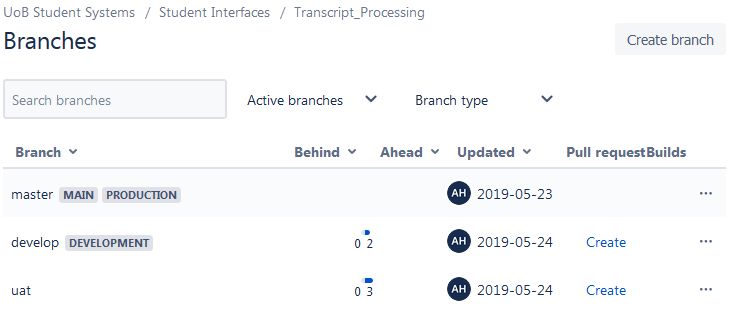 UoB Student Systems / Student Interfaces / Transcript_Processing
Branches
Create branch
Search branches
Active branches
Branch type
Branch Behind Ahead Updated Pull request Builds
master MAIN PRODUCTION AH 2019-05-23 ...
develop DEVELOPMENT 0 2 AH 2019-05-24 Create ...
uat 0 3 AH 2019-05-24 Create ...